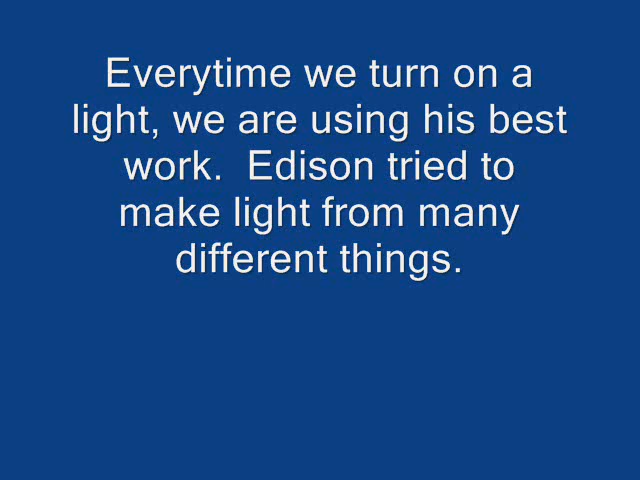 Everytime we turn on a
light, we are using his best
work.  Edison tried to
make light from many
different things.